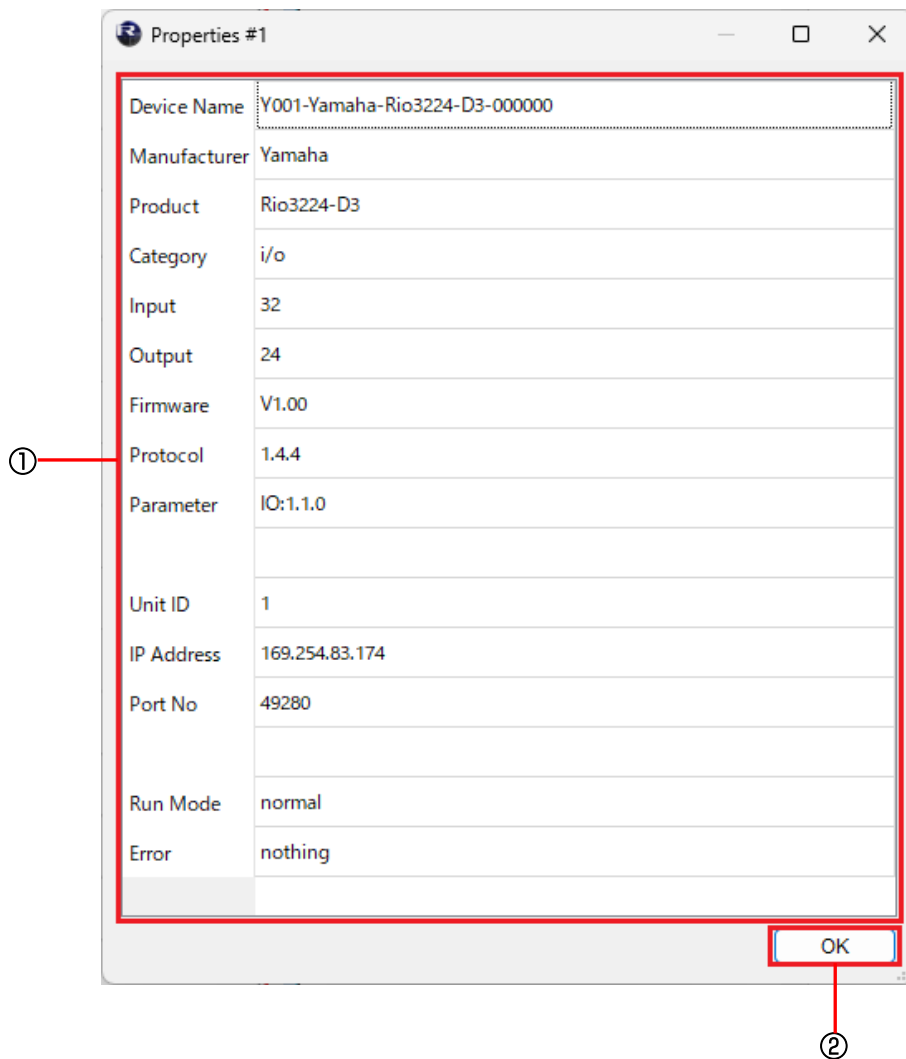 Properties #1
Device Name Y001-Yamaha-Rio3224-D3-000000
Manufacturer Yamaha
Product Rio3224-D3
Category i/o
Input 32
Output 24
Firmware V1.00
① Protocol 1.4.4
Parameter IO:1.1.0
Unit ID 1
IP Address 169.254.83.174
Port No 49280
Run Mode normal
Error nothing
OK
②